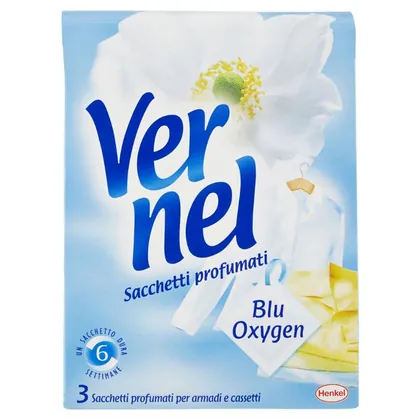 Ver
nel
Sacchetti profumati
Blu
Oxygen
UN SACCHETTO DURA
6
SETTIMANE
3 Sacchetti profumati per armadi e cassetti
Henkel